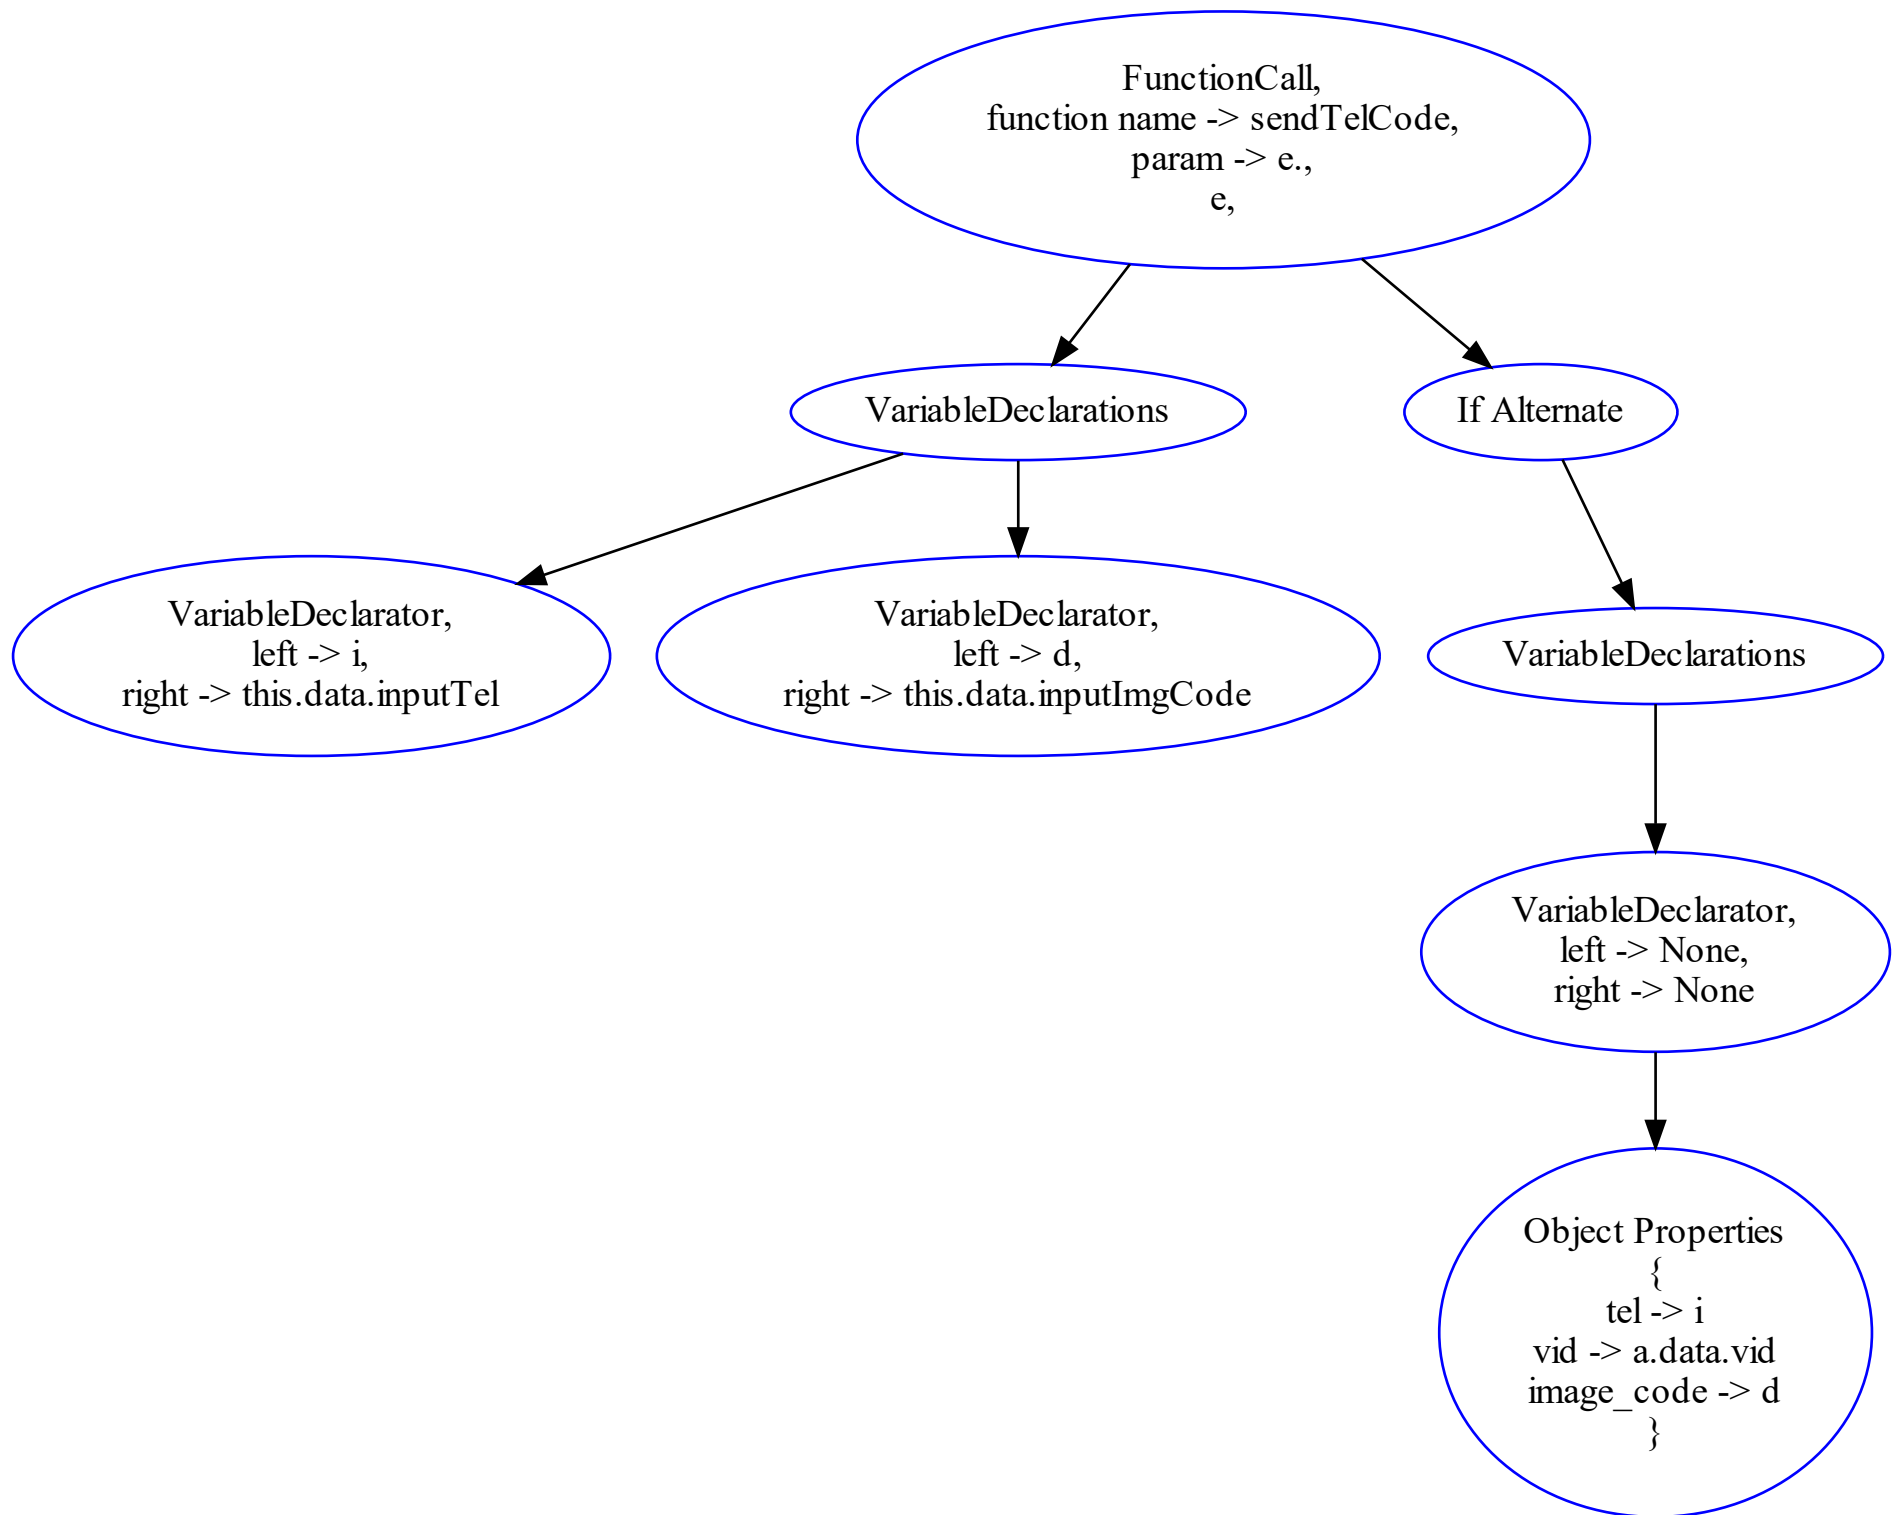 FunctionCall,
function name -> sendTelCode,
param -> e.,
e,
VariableDeclarations
If Alternate
VariableDeclarator,
left -> i,
right -> this.data.inputTel
VariableDeclarator,
left -> d,
right -> this.data.inputImgCode
VariableDeclarations
VariableDeclarator,
left -> None,
right -> None
Object Properties
{
tel -> i
vid -> a.data.vid
image_code -> d
}